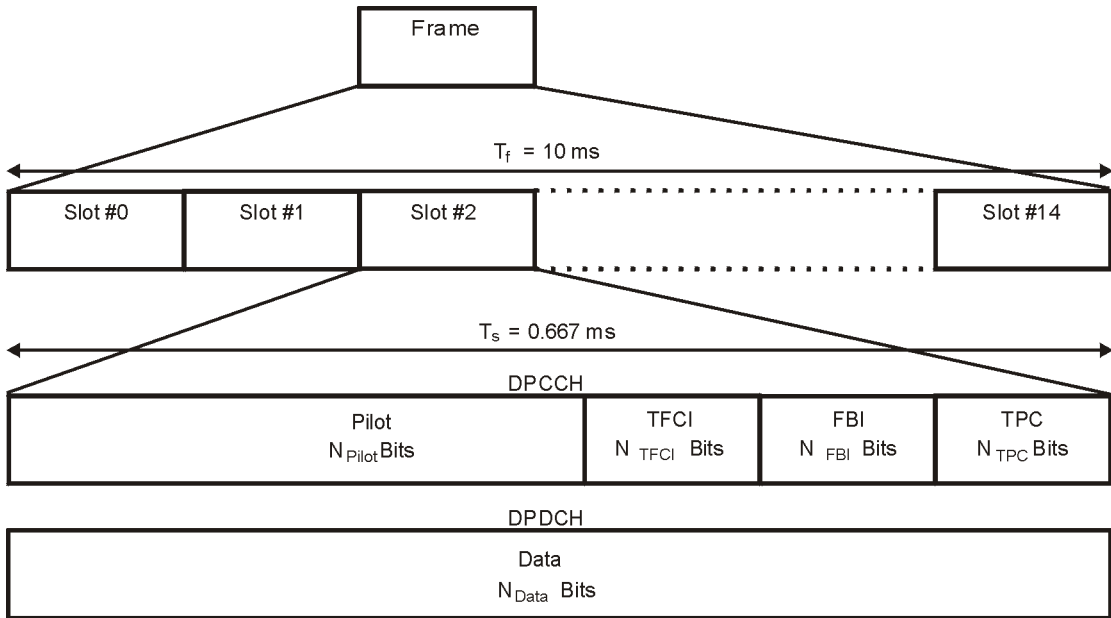 Frame
T_f = 10 ms
Slot #0 Slot #1 Slot #2 Slot #14
T_s = 0.667 ms
DPCCH
Pilot TFCI FBI TPC
N_Pilot Bits N_TFCI Bits N_FBI Bits N_TPC Bits
DPDCH
Data
N_Data Bits